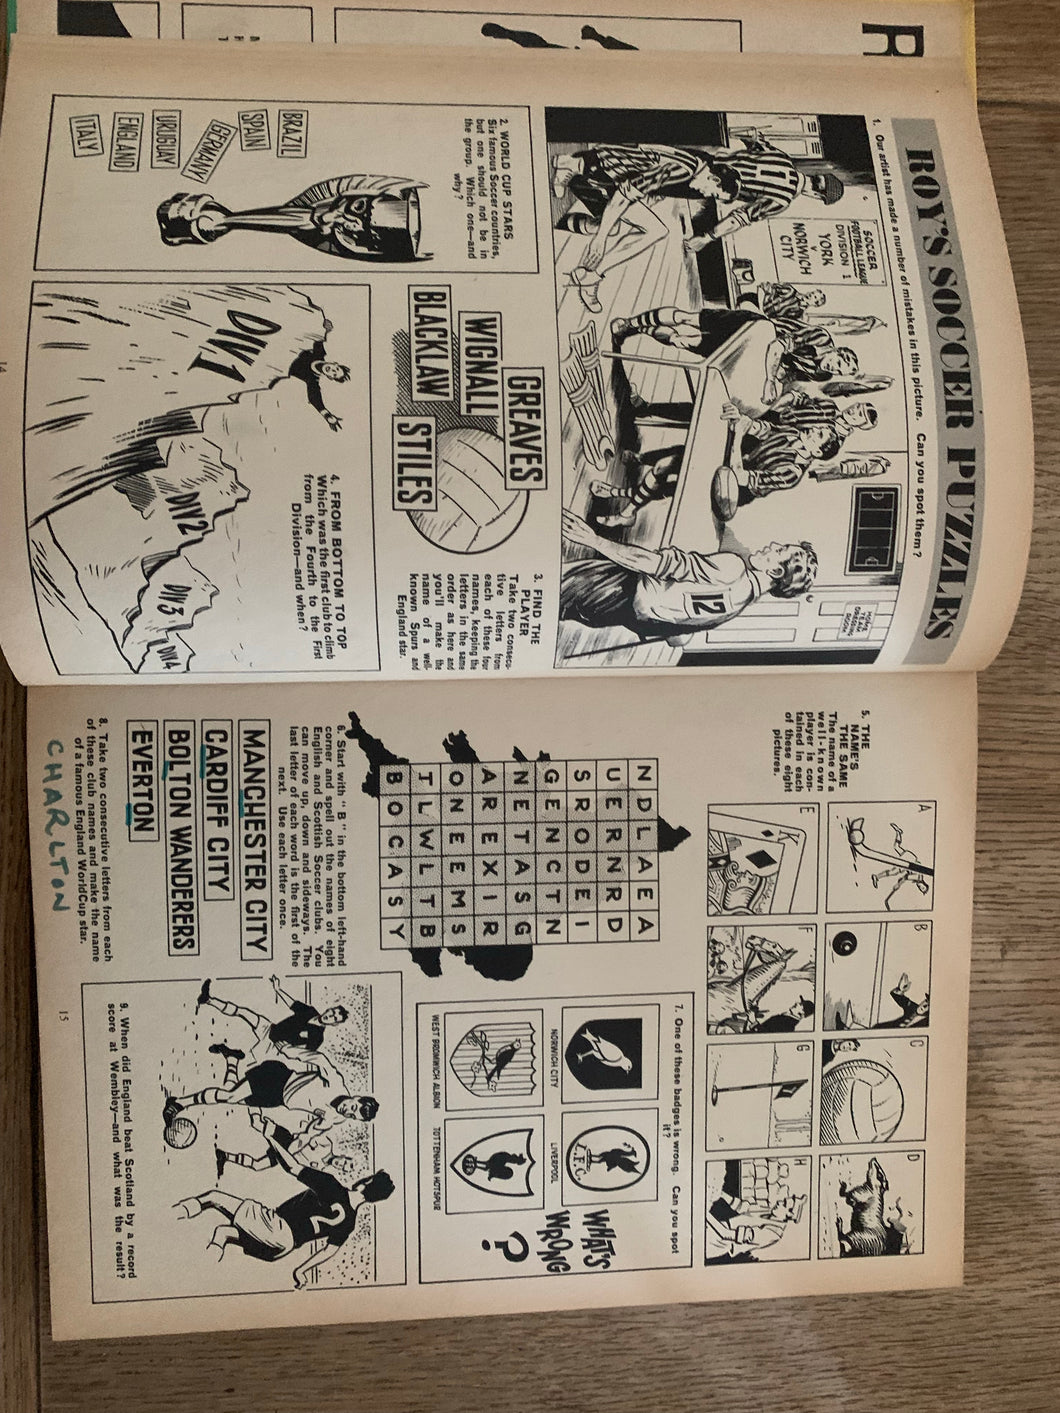 R
ROY'S SOCCER PUZZLES
1. Our artist has made a number of mistakes in this picture. Can you spot them?
SOCCER
FOOTBALL LEAGUE
DIVISION 1
YORK
V
NORWICH
CITY
HOME
TEAM
DRESSING
ROOM
12
2. WORLD CUP STARS
Six famous Soccer countries,
but one should not be in
the group. Which one—and
why?
BRAZIL
SPAIN
GERMANY
URUGUAY
ENGLAND
ITALY
GREAVES
WIGNALL
BLACKLAW
STILES
3. FIND THE
PLAYER
Take two consecu-
tive letters from
each of these four
names, keeping the
letters in the same
order as here and
you'll make the
name of a well-
known Spurs and
England star.
4. FROM BOTTOM TO TOP
Which was the first club to climb
from the Fourth to the First
Division—and when?
DIV 1
DIV 2
DIV 3
DIV 4
5. THE
NAME'S
THE SAME
The name of a
well-known
player is con-
tained in each
of these eight
pictures.
A
B
C
D
E
K
F
G
H
N D L A E A
U E R N R D
S R O D E I
G E N C T N
N E T A S G
A R E X I R
O N E E M S
T L W L T B
B O C A S Y
6. Start with "B" in the bottom left-hand
corner and spell out the names of eight
English and Scottish Soccer clubs. You
can move up, down and sideways. The
last letter of each word is the first of the
next. Use each letter once.
7. One of these badges is wrong. Can you spot
it?
NORWICH CITY
L.F.C.
LIVERPOOL
WEST BROMWICH ALBION
TOTTENHAM HOTSPUR
WHAT'S
WRONG
?
MANCHESTER CITY
CARDIFF CITY
BOLTON WANDERERS
EVERTON
8. Take two consecutive letters from each
of these club names and make the name
of a famous England World Cup star.
CHARLTON
2
9. When did England beat Scotland by a record
score at Wembley—and what was the result?
15